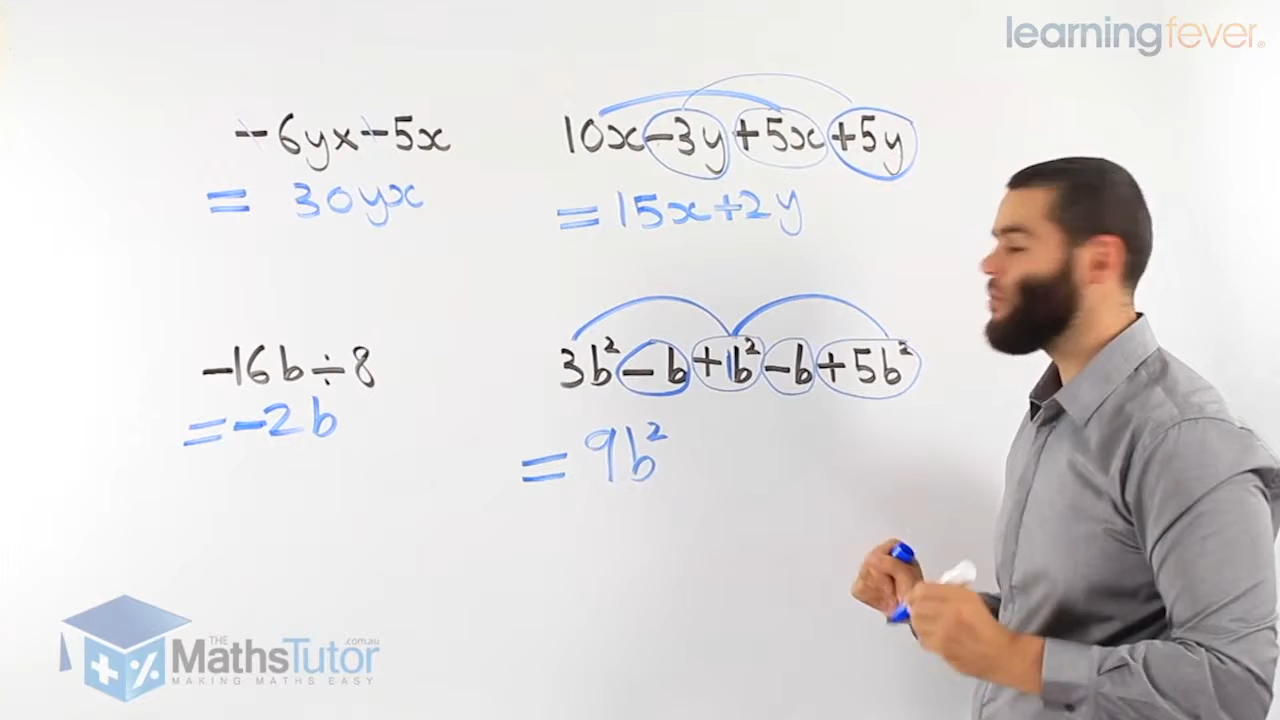 learningfever.
-6yx-5x
= 30yx
10x-3y+5x+5y
= 15x+2y
-16b÷8
=-2b
3b²-b+1b²-b+5b²
= 9b²
THE
MathsTutor
.com.au
MAKING MATHS EASY